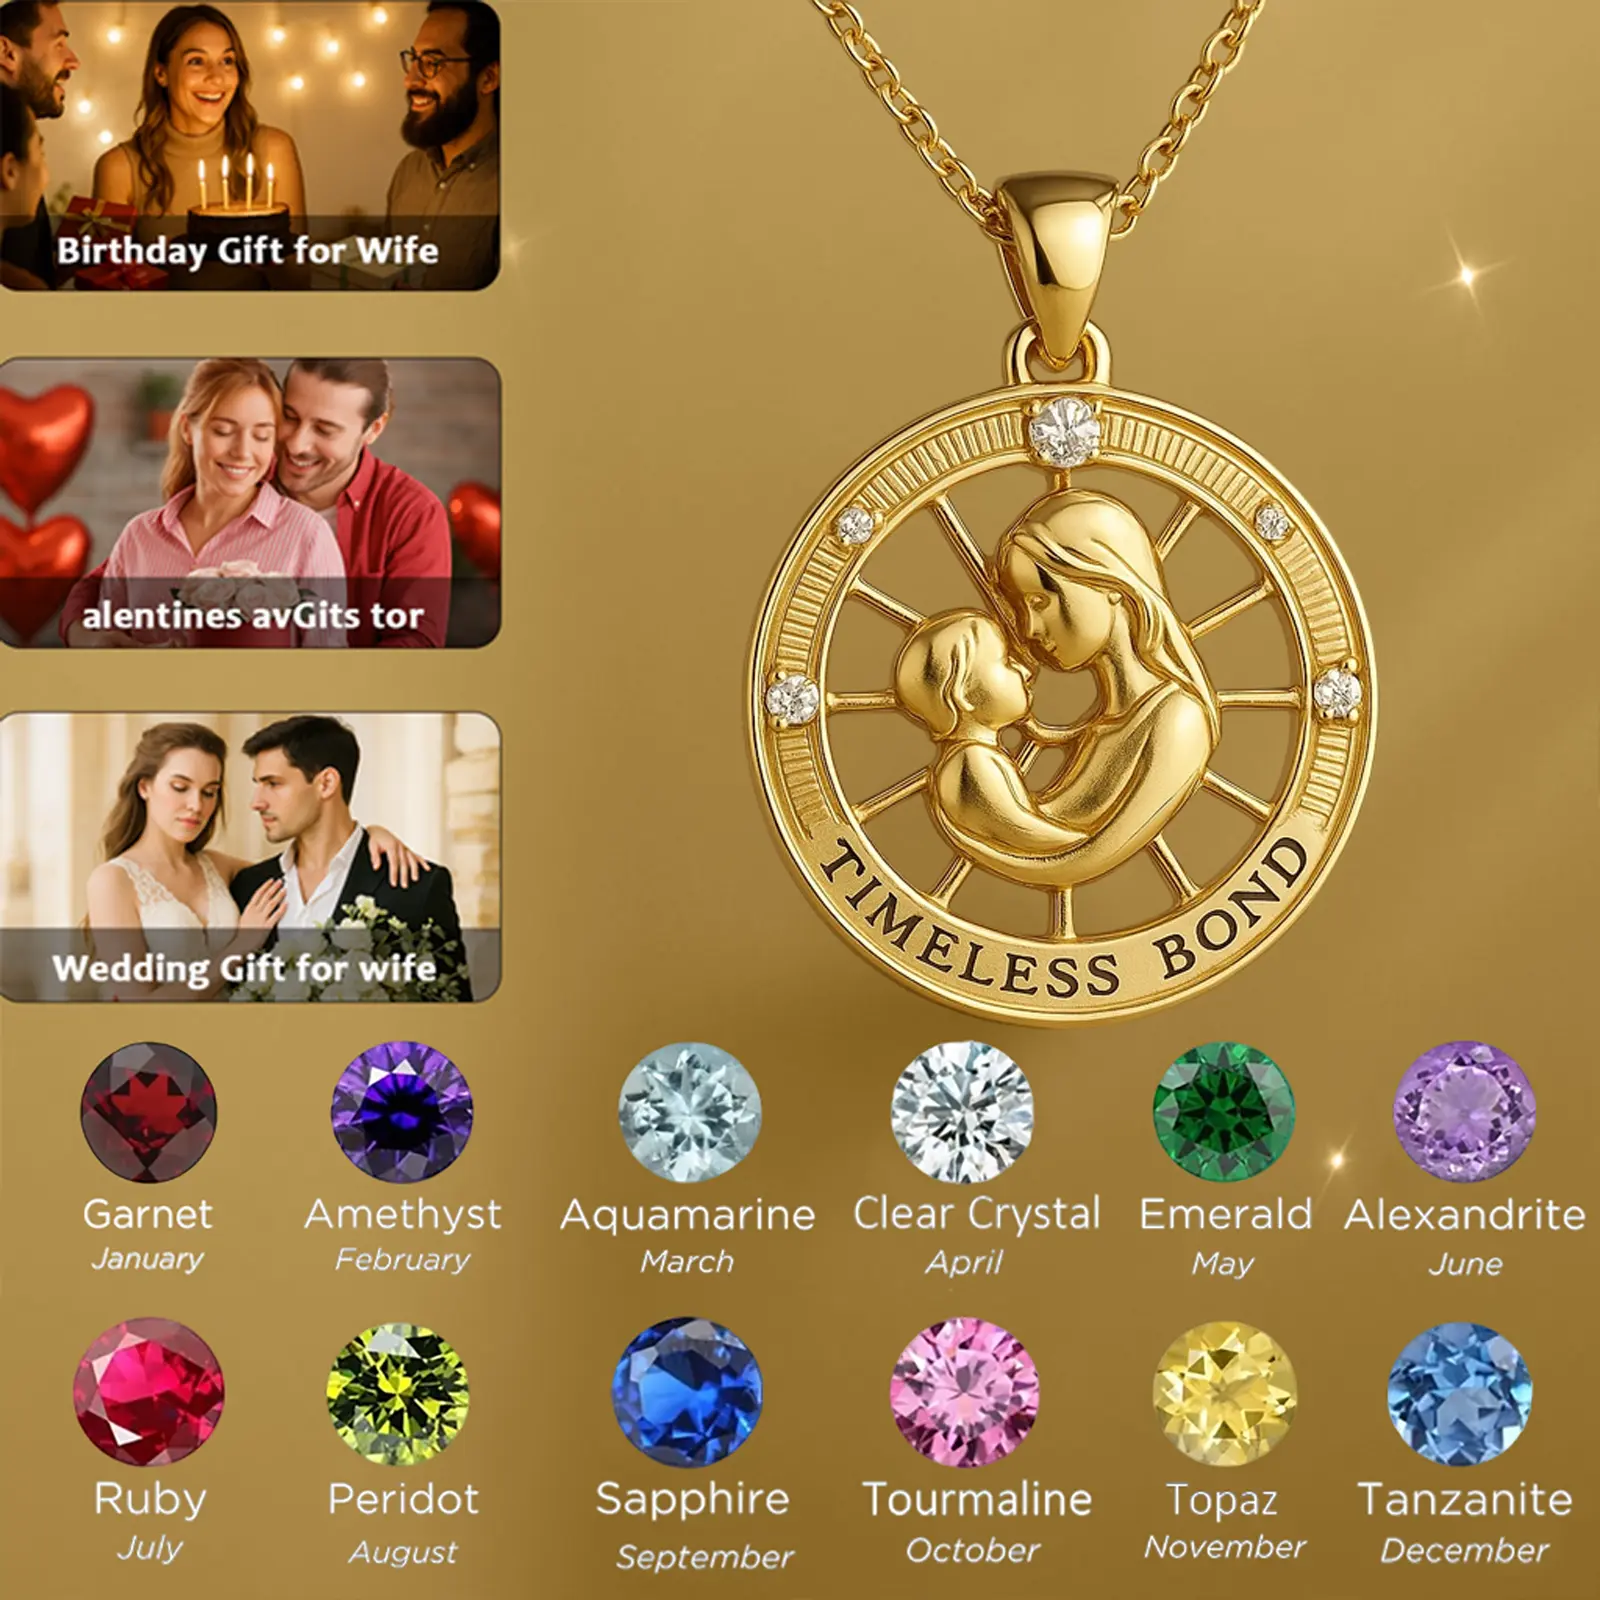 Birthday Gift for Wife
alentines avGits tor
Wedding Gift for wife
TIMELESS BOND
Garnet
January
Amethyst
February
Aquamarine
March
Clear Crystal
April
Emerald
May
Alexandrite
June
Ruby
July
Peridot
August
Sapphire
September
Tourmaline
October
Topaz
November
Tanzanite
December